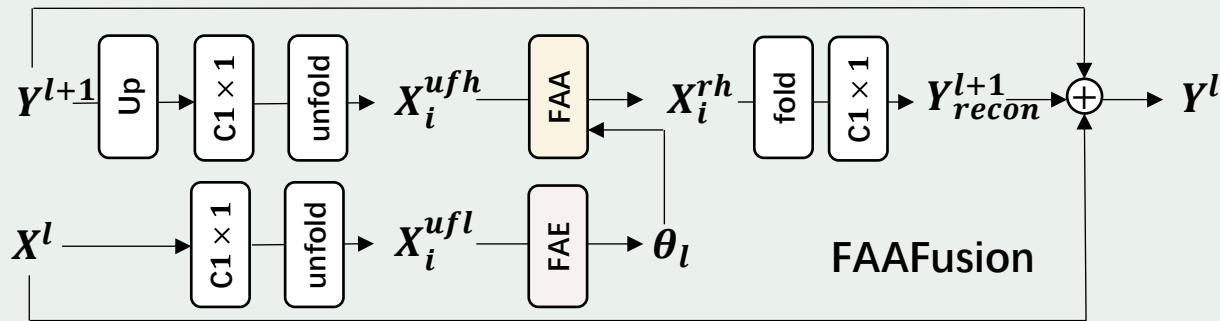 Y^{l+1} Up C1 × 1 unfold X_i^{ufh} FAA X_i^{rh} fold C1 × 1 Y_{recon}^{l+1} + Y^l
X^l C1 × 1 unfold X_i^{ufl} FAE θ_l FAAFusion